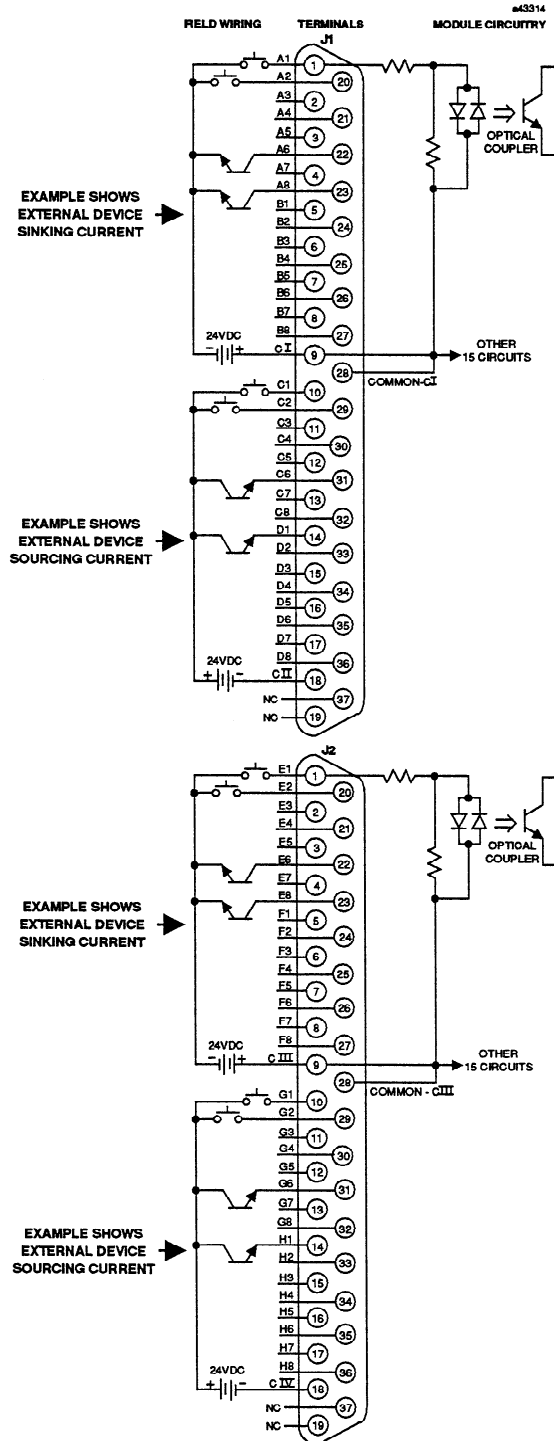 a43314
FIELD WIRING TERMINALS MODULE CIRCUITRY
J1
A1 1
A2 20
A3 2
A4 21
A5 3
A6 22
A7 4
A8 23
B1 5
B2 24
B3 6
B4 25
B5 7
B6 26
B7 8
B8 27
OPTICAL
COUPLER
EXAMPLE SHOWS
EXTERNAL DEVICE
SINKING CURRENT
24VDC
- + CI 9
OTHER
15 CIRCUITS
28 COMMON-CI
C1 10
C2 29
C3 11
C4 30
C5 12
C6 31
C7 13
C8 32
D1 14
D2 33
D3 15
D4 34
D5 16
D6 35
D7 17
D8 36
EXAMPLE SHOWS
EXTERNAL DEVICE
SOURCING CURRENT
24VDC
+ - CII 18
NC 37
NC 19
J2
E1 1
E2 20
E3 2
E4 21
E5 3
E6 22
E7 4
E8 23
F1 5
F2 24
F3 6
F4 25
F5 7
F6 26
F7 8
F8 27
OPTICAL
COUPLER
EXAMPLE SHOWS
EXTERNAL DEVICE
SINKING CURRENT
24VDC
- + CIII 9
OTHER
15 CIRCUITS
28 COMMON - CIII
G1 10
G2 29
G3 11
G4 30
G5 12
G6 31
G7 13
G8 32
H1 14
H2 33
H3 15
H4 34
H5 16
H6 35
H7 17
H8 36
EXAMPLE SHOWS
EXTERNAL DEVICE
SOURCING CURRENT
24VDC
+ - CIV 18
NC 37
NC 19